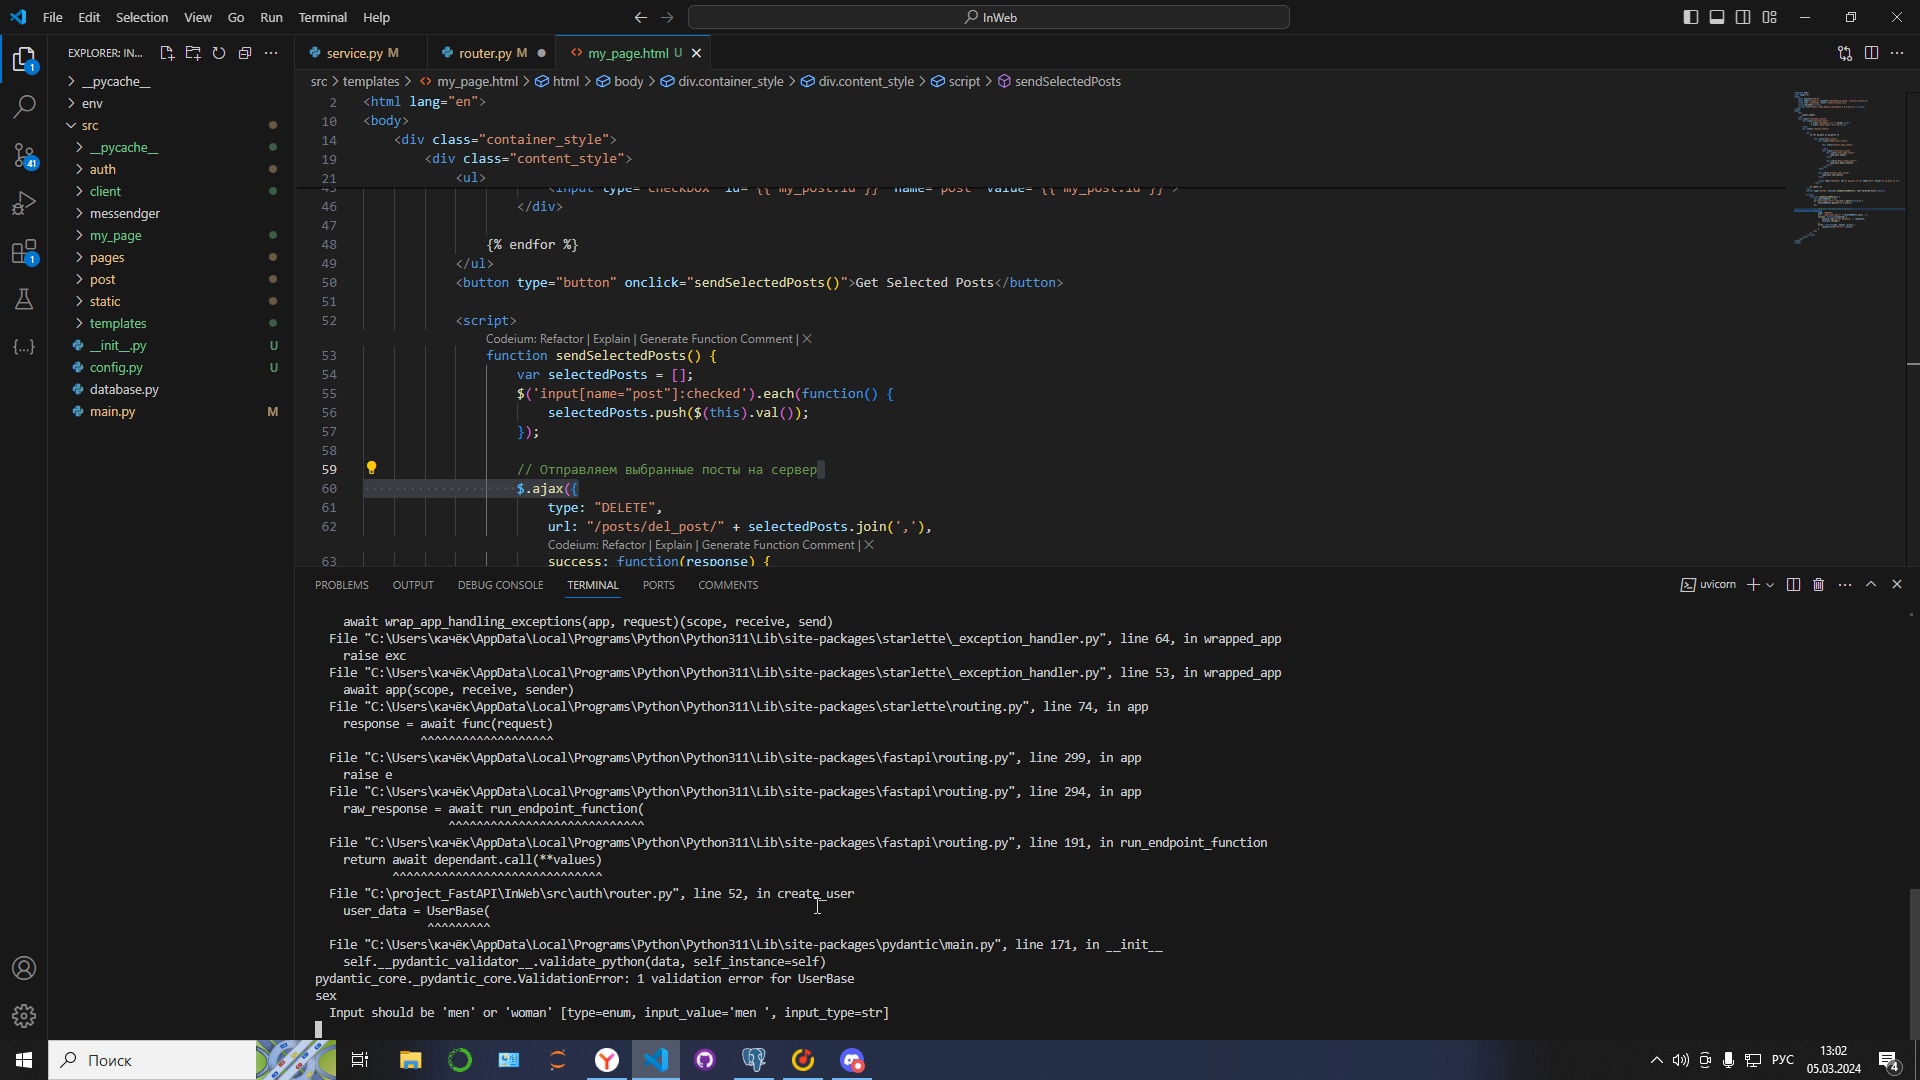 File Edit Selection View Go Run Terminal Help
InWeb
EXPLORER: IN...
service.py M
router.py M
my_page.html U
src > templates > my_page.html > html > body > div.container_style > div.content_style > script > sendSelectedPosts
__pycache__
env
src
__pycache__
auth
client
messendger
my_page
pages
post
static
templates
__init__.py U
config.py U
database.py
main.py M
1
41
1
2 <html lang="en">
10 <body>
14 <div class="container_style">
19 <div class="content_style">
21 <ul>
45 <input type="checkbox" id="{{ my_post.id }}" name="post" value="{{ my_post.id }}">
46 </div>
47
48 {% endfor %}
49 </ul>
50 <button type="button" onclick="sendSelectedPosts()">Get Selected Posts</button>
51
52 <script>
Codeium: Refactor | Explain | Generate Function Comment | X
53 function sendSelectedPosts() {
54 var selectedPosts = [];
55 $('input[name="post"]:checked').each(function() {
56 selectedPosts.push($(this).val());
57 });
58
59 // Отправляем выбранные посты на сервер
60 $.ajax({
61 type: "DELETE",
62 url: "/posts/del_post/" + selectedPosts.join(','),
Codeium: Refactor | Explain | Generate Function Comment | X
63 success: function(response) {
PROBLEMS OUTPUT DEBUG CONSOLE TERMINAL PORTS COMMENTS
uvicorn
await wrap_app_handling_exceptions(app, request)(scope, receive, send)
File "C:\Users\качёк\AppData\Local\Programs\Python\Python311\Lib\site-packages\starlette\_exception_handler.py", line 64, in wrapped_app
raise exc
File "C:\Users\качёк\AppData\Local\Programs\Python\Python311\Lib\site-packages\starlette\_exception_handler.py", line 53, in wrapped_app
await app(scope, receive, sender)
File "C:\Users\качёк\AppData\Local\Programs\Python\Python311\Lib\site-packages\starlette\routing.py", line 74, in app
response = await func(request)
^^^^^^^^^^^^^^^^^^^
File "C:\Users\качёк\AppData\Local\Programs\Python\Python311\Lib\site-packages\fastapi\routing.py", line 299, in app
raise e
File "C:\Users\качёк\AppData\Local\Programs\Python\Python311\Lib\site-packages\fastapi\routing.py", line 294, in app
raw_response = await run_endpoint_function(
^^^^^^^^^^^^^^^^^^^^^^^^^^^^
File "C:\Users\качёк\AppData\Local\Programs\Python\Python311\Lib\site-packages\fastapi\routing.py", line 191, in run_endpoint_function
return await dependant.call(**values)
^^^^^^^^^^^^^^^^^^^^^^^^^^^^^^
File "C:\project_FastAPI\InWeb\src\auth\router.py", line 52, in create_user
user_data = UserBase(
^^^^^^^^^
File "C:\Users\качёк\AppData\Local\Programs\Python\Python311\Lib\site-packages\pydantic\main.py", line 171, in __init__
self.__pydantic_validator__.validate_python(data, self_instance=self)
pydantic_core._pydantic_core.ValidationError: 1 validation error for UserBase
sex
Input should be 'men' or 'woman' [type=enum, input_value='men ', input_type=str]
Поиск
РУС
13:02
05.03.2024
4